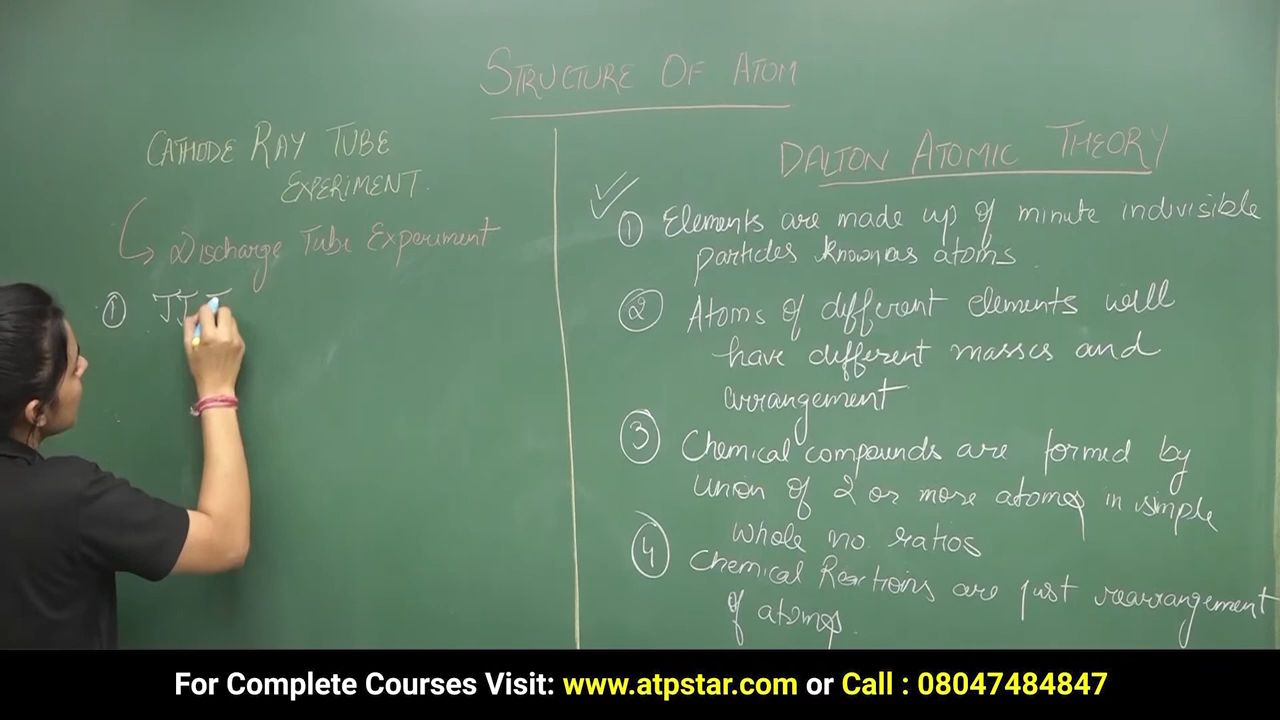 STRUCTURE OF ATOM
CATHODE RAY TUBE
EXPERIMENT.
Discharge Tube Experiment
① JJ T
DALTON ATOMIC THEORY
① Elements are made up of minute indivisible
particles known as atoms.
② Atoms of different elements will
have different masses and
arrangement
③ Chemical compounds are formed by
union of 2 or more atoms in simple
whole no. ratios
④ Chemical Reactions are just rearrangement
of atoms.
For Complete Courses Visit: www.atpstar.com or Call : 08047484847